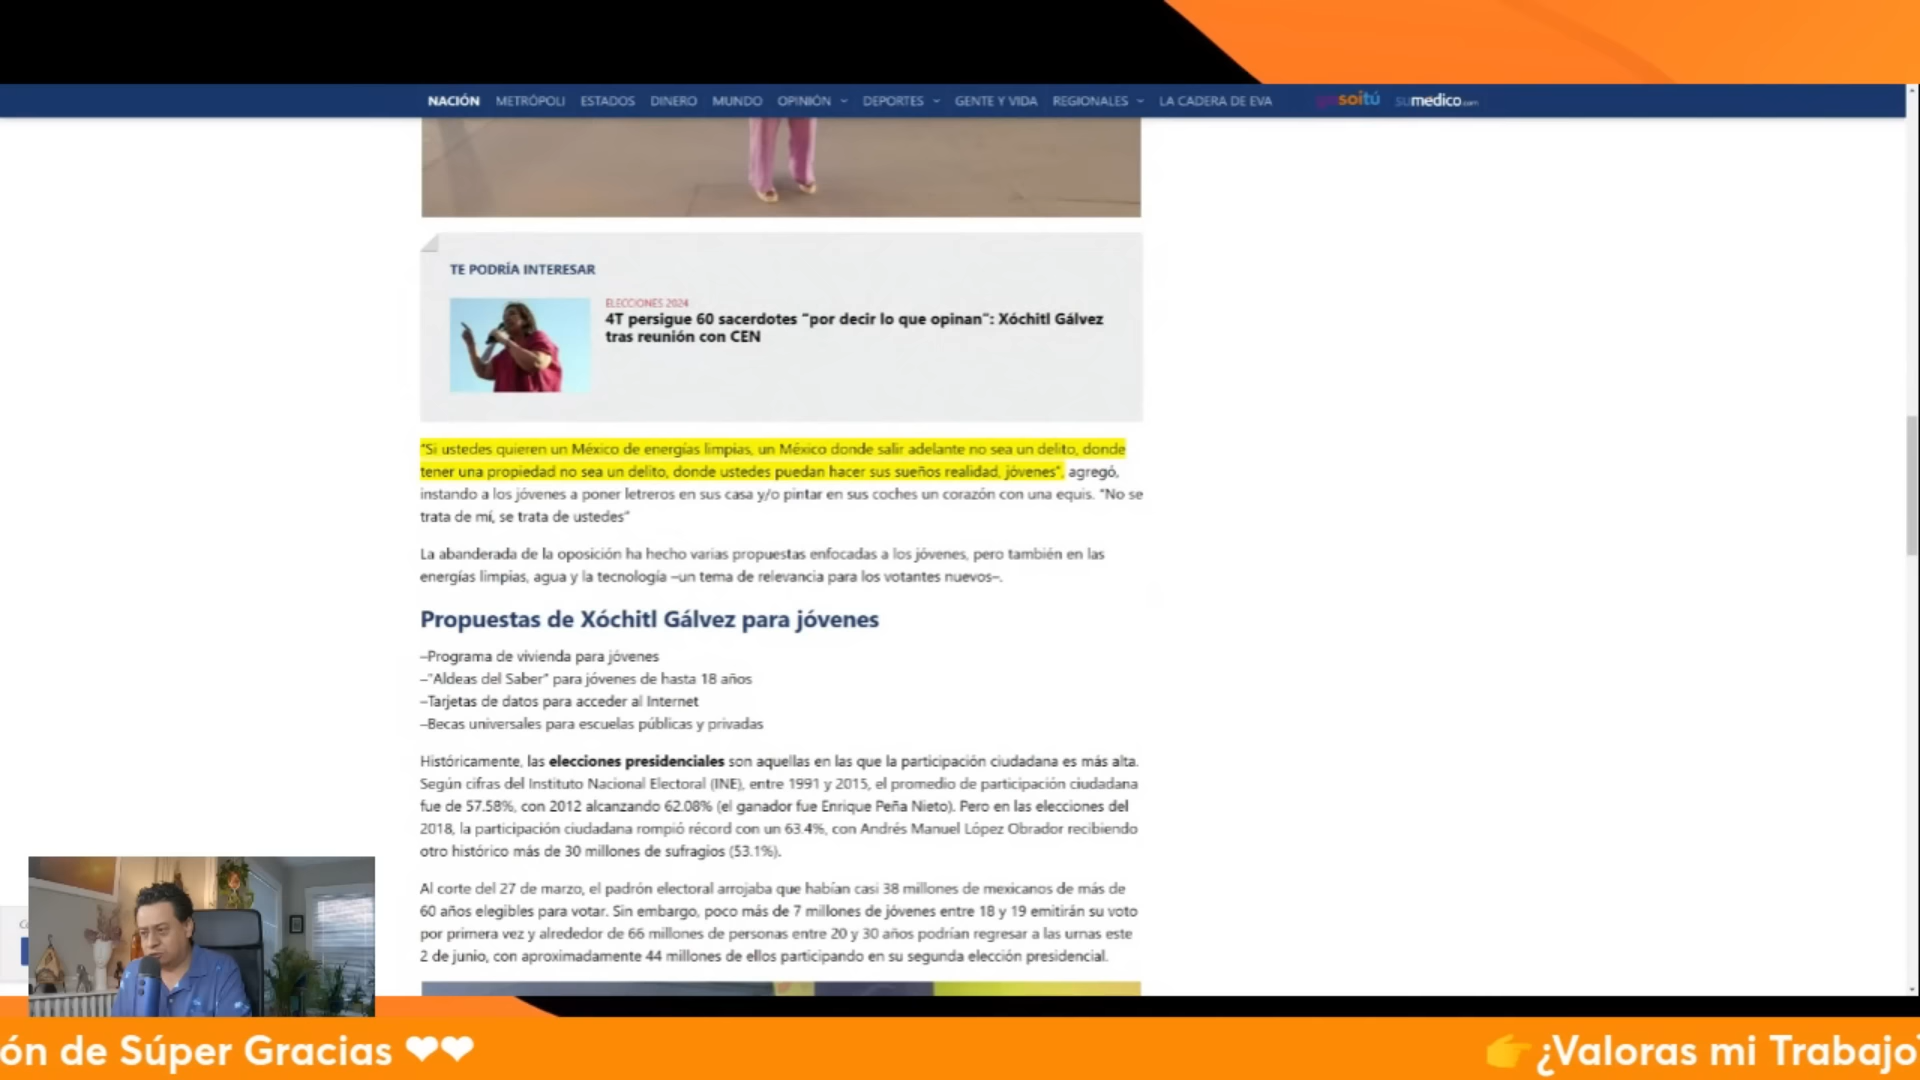 NACIÓN METRÓPOLI ESTADOS DINERO MUNDO OPINIÓN DEPORTES GENTE Y VIDA REGIONALES LA CADERA DE EVA soitú sumedico.com
TE PODRÍA INTERESAR
ELECCIONES 2024
4T persigue 60 sacerdotes "por decir lo que opinan": Xóchitl Gálvez
tras reunión con CEN
"Si ustedes quieren un México de energías limpias, un México donde salir adelante no sea un delito, donde
tener una propiedad no sea un delito, donde ustedes puedan hacer sus sueños realidad, jóvenes", agregó,
instando a los jóvenes a poner letreros en sus casa y/o pintar en sus coches un corazón con una equis. "No se
trata de mí, se trata de ustedes"
La abanderada de la oposición ha hecho varias propuestas enfocadas a los jóvenes, pero también en las
energías limpias, agua y la tecnología –un tema de relevancia para los votantes nuevos–.
Propuestas de Xóchitl Gálvez para jóvenes
–Programa de vivienda para jóvenes
–"Aldeas del Saber" para jóvenes de hasta 18 años
–Tarjetas de datos para acceder al Internet
–Becas universales para escuelas públicas y privadas
Históricamente, las elecciones presidenciales son aquellas en las que la participación ciudadana es más alta.
Según cifras del Instituto Nacional Electoral (INE), entre 1991 y 2015, el promedio de participación ciudadana
fue de 57.58%, con 2012 alcanzando 62.08% (el ganador fue Enrique Peña Nieto). Pero en las elecciones del
2018, la participación ciudadana rompió récord con un 63.4%, con Andrés Manuel López Obrador recibiendo
otro histórico más de 30 millones de sufragios (53.1%).
Al corte del 27 de marzo, el padrón electoral arrojaba que habían casi 38 millones de mexicanos de más de
60 años elegibles para votar. Sin embargo, poco más de 7 millones de jóvenes entre 18 y 19 emitirán su voto
por primera vez y alrededor de 66 millones de personas entre 20 y 30 años podrían regresar a las urnas este
2 de junio, con aproximadamente 44 millones de ellos participando en su segunda elección presidencial.
ón de Súper Gracias ❤❤ 👉 ¿Valoras mi Trabajo